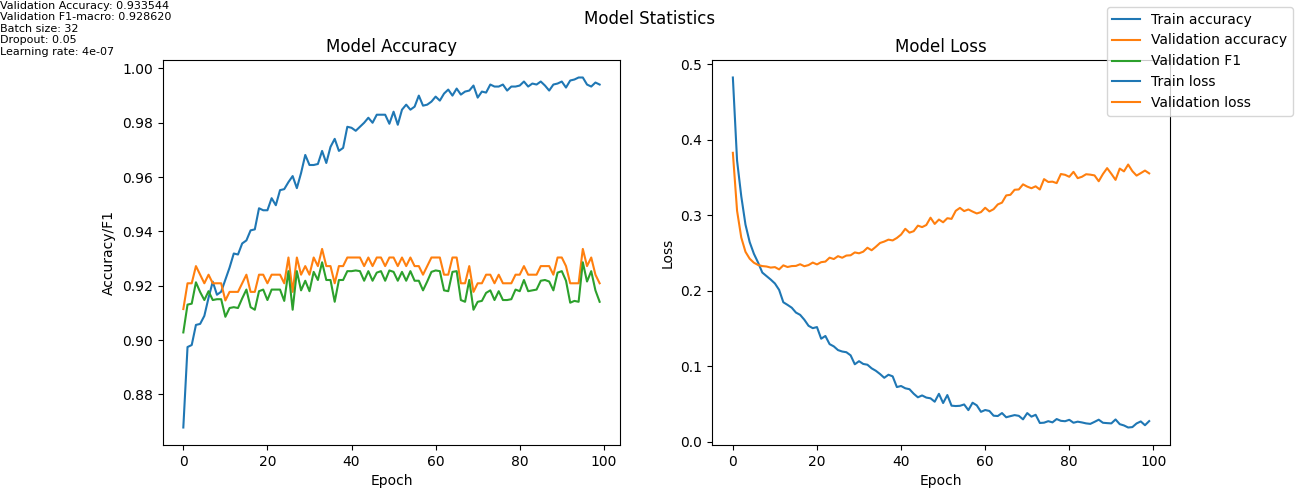 Validation Accuracy: 0.933544
Validation F1-macro: 0.928620
Batch size: 32
Dropout: 0.05
Learning rate: 4e-07
Model Statistics
Model Accuracy
1.00
0.98
0.96
0.94
0.92
0.90
0.88
Accuracy/F1
0 20 40 60 80 100
Epoch
Model Loss
0.5
0.4
0.3
0.2
0.1
0.0
Loss
0 20 40 60 80 100
Epoch
Train accuracy
Validation accuracy
Validation F1
Train loss
Validation loss